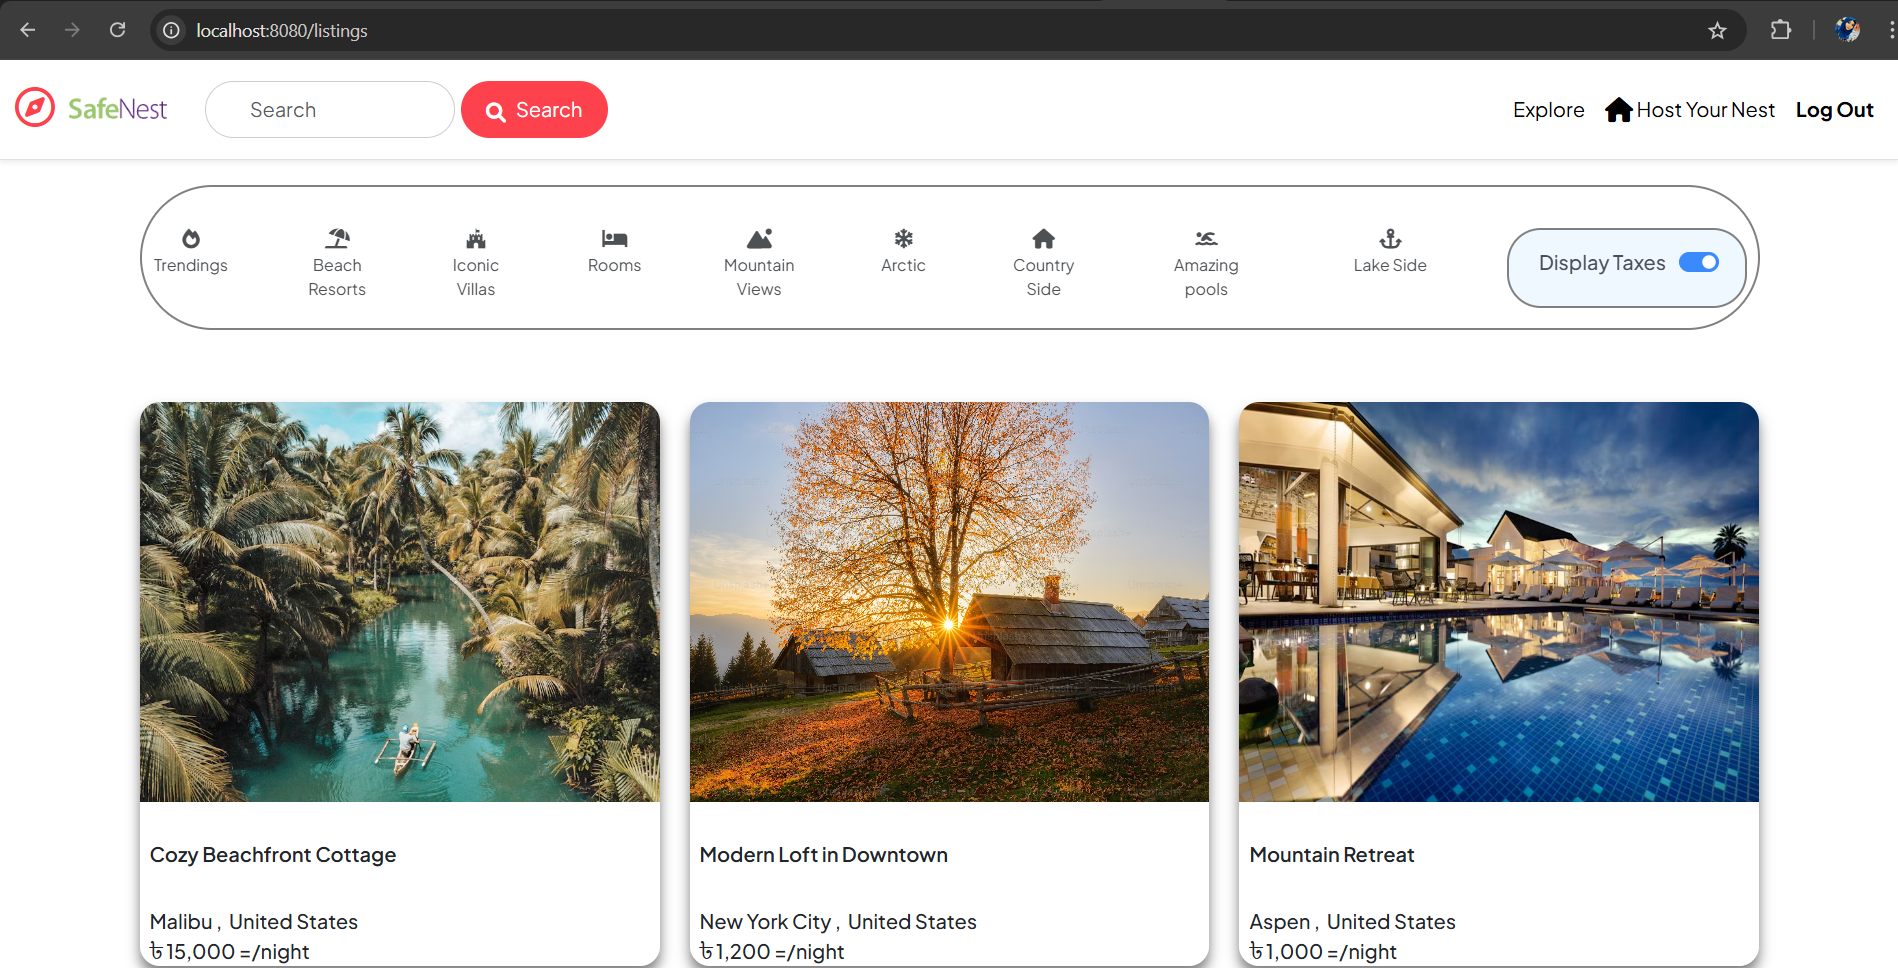 localhost:8080/listings
SafeNest
Search
Search
Explore
Host Your Nest
Log Out
Trendings
Beach
Resorts
Iconic
Villas
Rooms
Mountain
Views
Arctic
Country
Side
Amazing
pools
Lake Side
Display Taxes
Cozy Beachfront Cottage
Malibu , United States
৳15,000 =/night
Modern Loft in Downtown
New York City , United States
৳1,200 =/night
Mountain Retreat
Aspen , United States
৳1,000 =/night